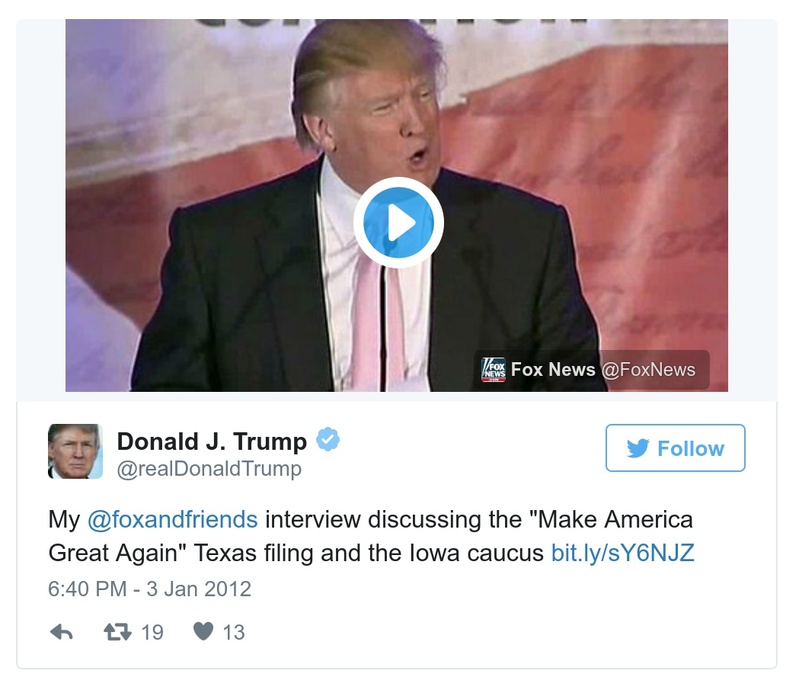 FOX
NEWS
Fox News @FoxNews
Donald J. Trump
@realDonaldTrump
Follow
My @foxandfriends interview discussing the "Make America
Great Again" Texas filing and the Iowa caucus bit.ly/sY6NJZ
6:40 PM - 3 Jan 2012
19
13